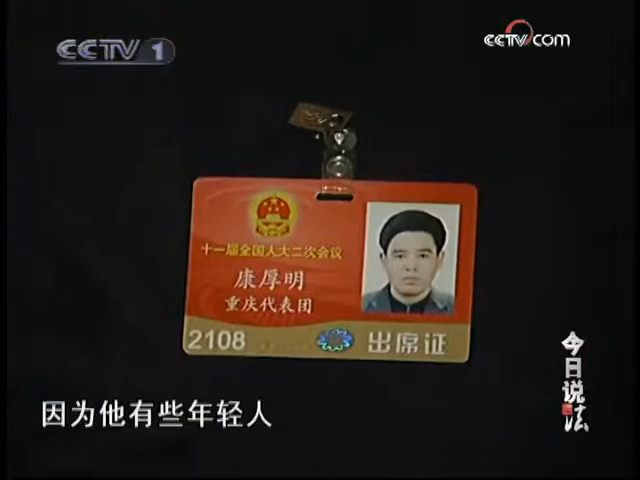 CCTV 1
CCTV.com
十一届全国人大二次会议
康厚明
重庆代表团
2108
出席证
今日说法
因为他有些年轻人